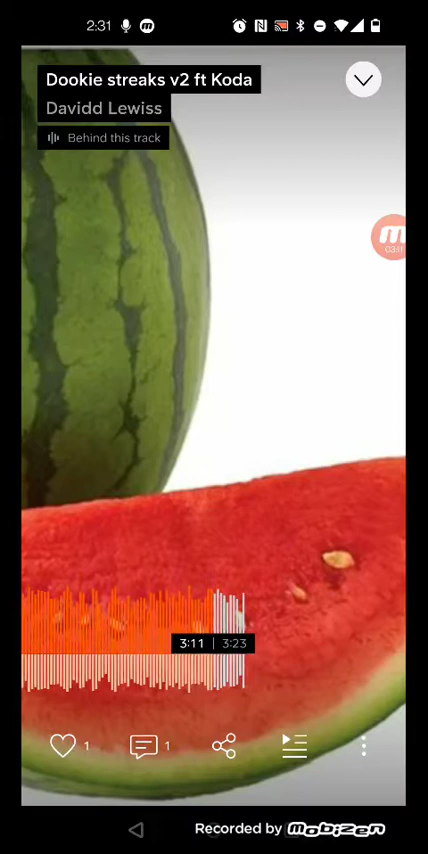 2:31
Dookie streaks v2 ft Koda
Davidd Lewiss
Behind this track
03:11
3:11 | 3:23
1 1
Recorded by mobizen